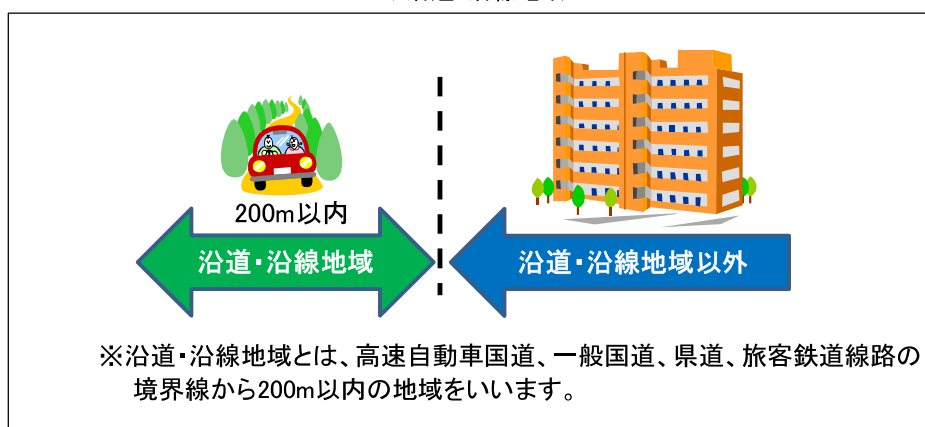 200m以内
沿道・沿線地域
沿道・沿線地域以外
※沿道・沿線地域とは、高速自動車国道、一般国道、県道、旅客鉄道線路の
境界線から200m以内の地域をいいます。